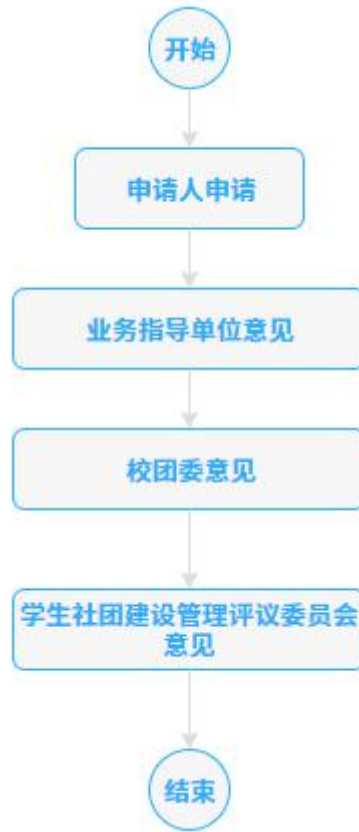 开始
申请人申请
业务指导单位意见
校团委意见
学生社团建设管理评议委员会
意见
结束